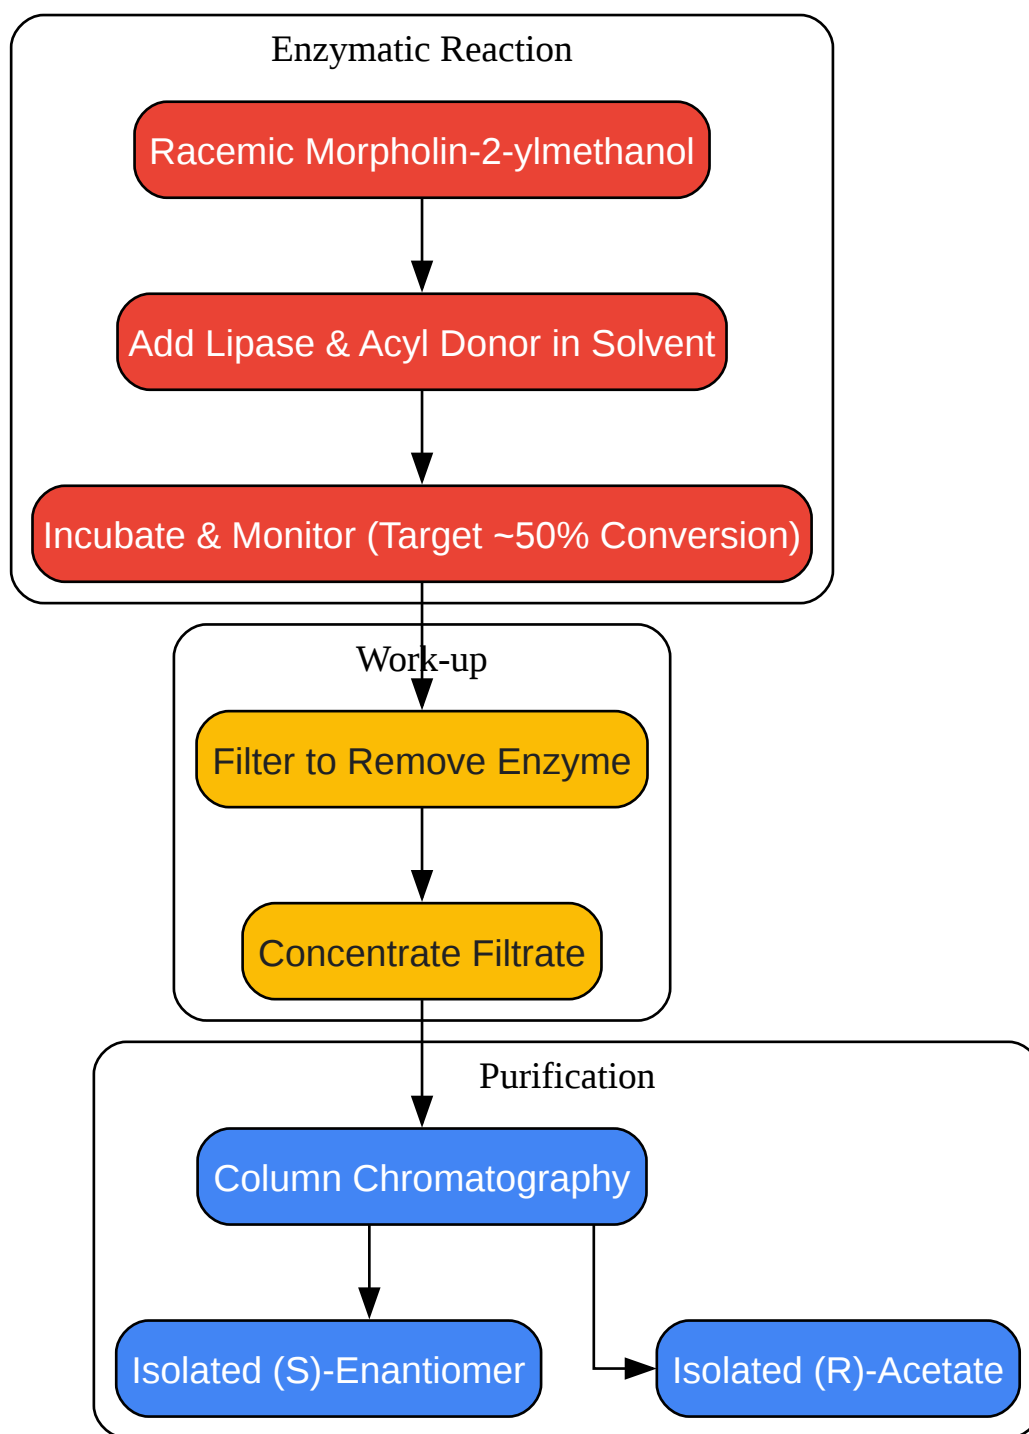 Enzymatic Reaction
Racemic Morpholin-2-ylmethanol
Add Lipase & Acyl Donor in Solvent
Incubate & Monitor (Target ~50% Conversion)
Work-up
Filter to Remove Enzyme
Concentrate Filtrate
Purification
Column Chromatography
Isolated (S)-Enantiomer
Isolated (R)-Acetate